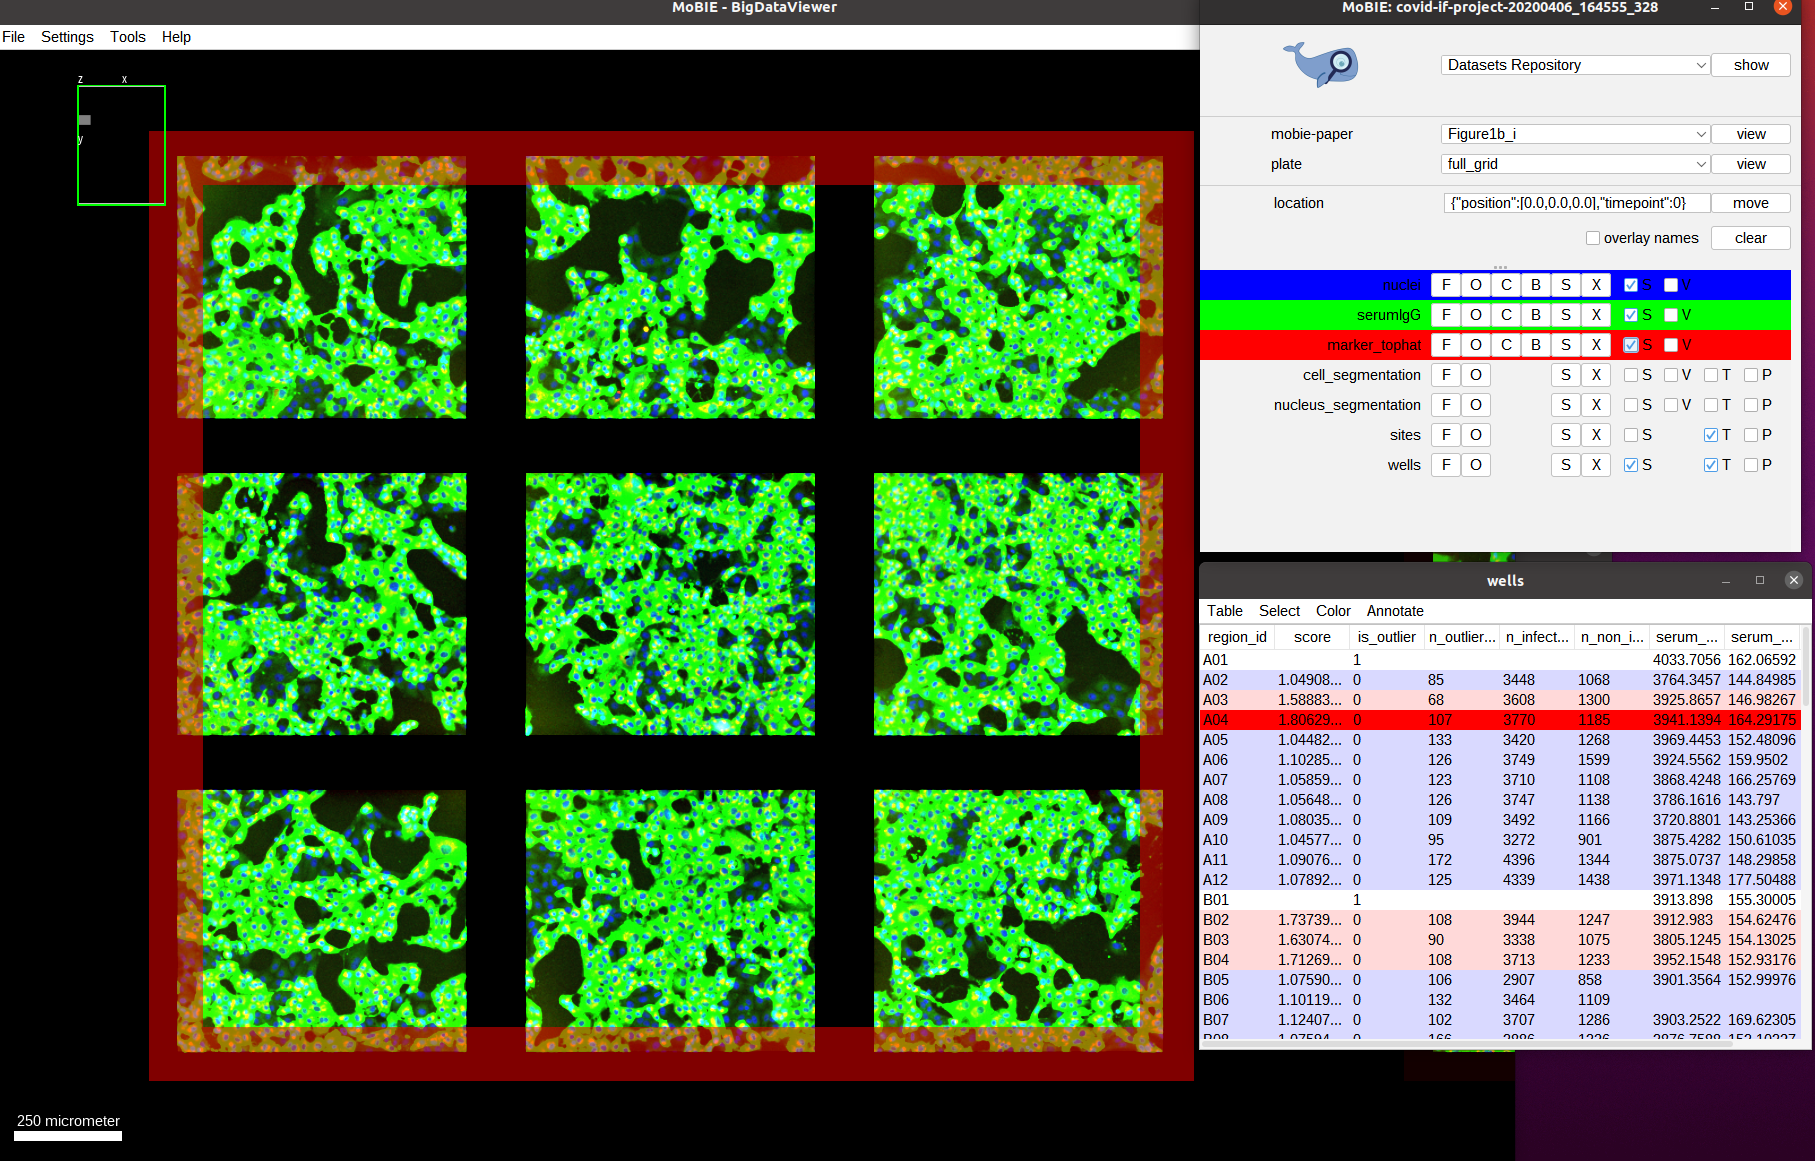 MoBIE - BigDataViewer
File Settings Tools Help
z x
y
250 micrometer
MoBIE: covid-if-project-20200406_164555_328
Datasets Repository show
mobie-paper Figure1b_i view
plate full_grid view
location {"position":[0.0,0.0,0.0],"timepoint":0} move
overlay names clear
nuclei F O C B S X S V
serumIgG F O C B S X S V
marker_tophat F O C B S X S V
cell_segmentation F O S X S V T P
nucleus_segmentation F O S X S V T P
sites F O S X S T P
wells F O S X S T P
wells
Table Select Color Annotate
region_id score is_outlier n_outlier... n_infect... n_non_i... serum_... serum_...
A01 1 4033.7056 162.06592
A02 1.04908... 0 85 3448 1068 3764.3457 144.84985
A03 1.58883... 0 68 3608 1300 3925.8657 146.98267
A04 1.80629... 0 107 3770 1185 3941.1394 164.29175
A05 1.04482... 0 133 3420 1268 3969.4453 152.48096
A06 1.10285... 0 126 3749 1599 3924.5562 159.9502
A07 1.05859... 0 123 3710 1108 3868.4248 166.25769
A08 1.05648... 0 126 3747 1138 3786.1616 143.797
A09 1.08035... 0 109 3492 1166 3720.8801 143.25366
A10 1.04577... 0 95 3272 901 3875.4282 150.61035
A11 1.09076... 0 172 4396 1344 3875.0737 148.29858
A12 1.07892... 0 125 4339 1438 3971.1348 177.50488
B01 1 3913.898 155.30005
B02 1.73739... 0 108 3944 1247 3912.983 154.62476
B03 1.63074... 0 90 3338 1075 3805.1245 154.13025
B04 1.71269... 0 108 3713 1233 3952.1548 152.93176
B05 1.07590... 0 106 2907 858 3901.3564 152.99976
B06 1.10119... 0 132 3464 1109
B07 1.12407... 0 102 3707 1286 3903.2522 169.62305